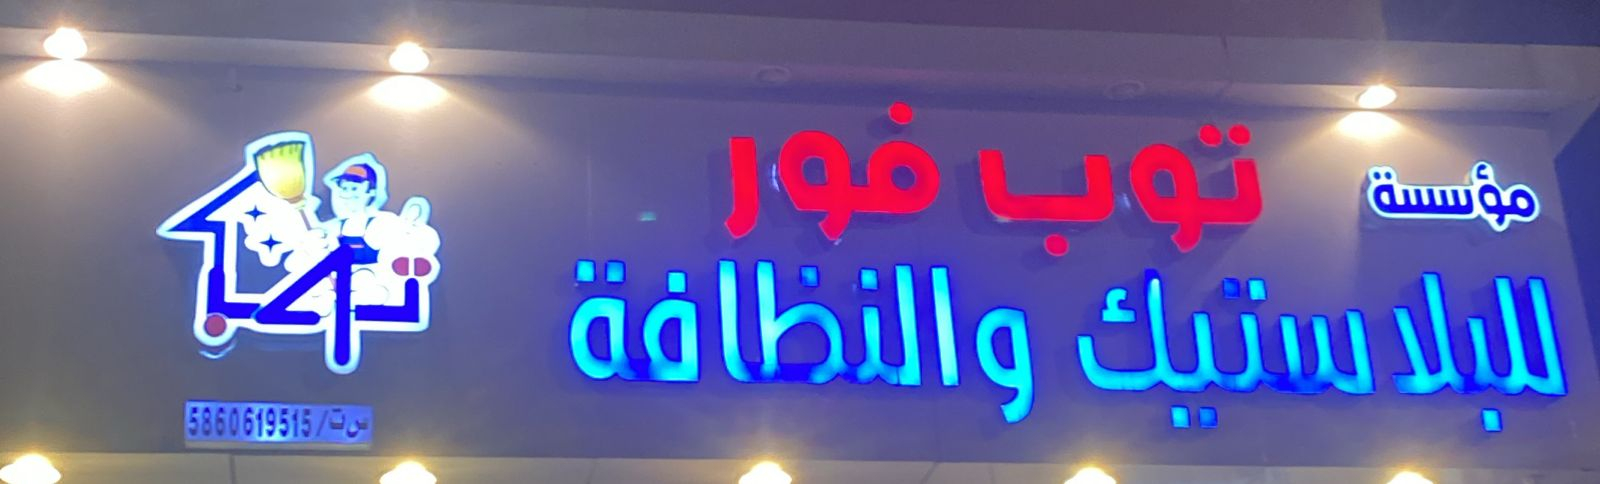 مؤسسة
توب فور
للبلاستيك والنظافة
س ت/5860619515